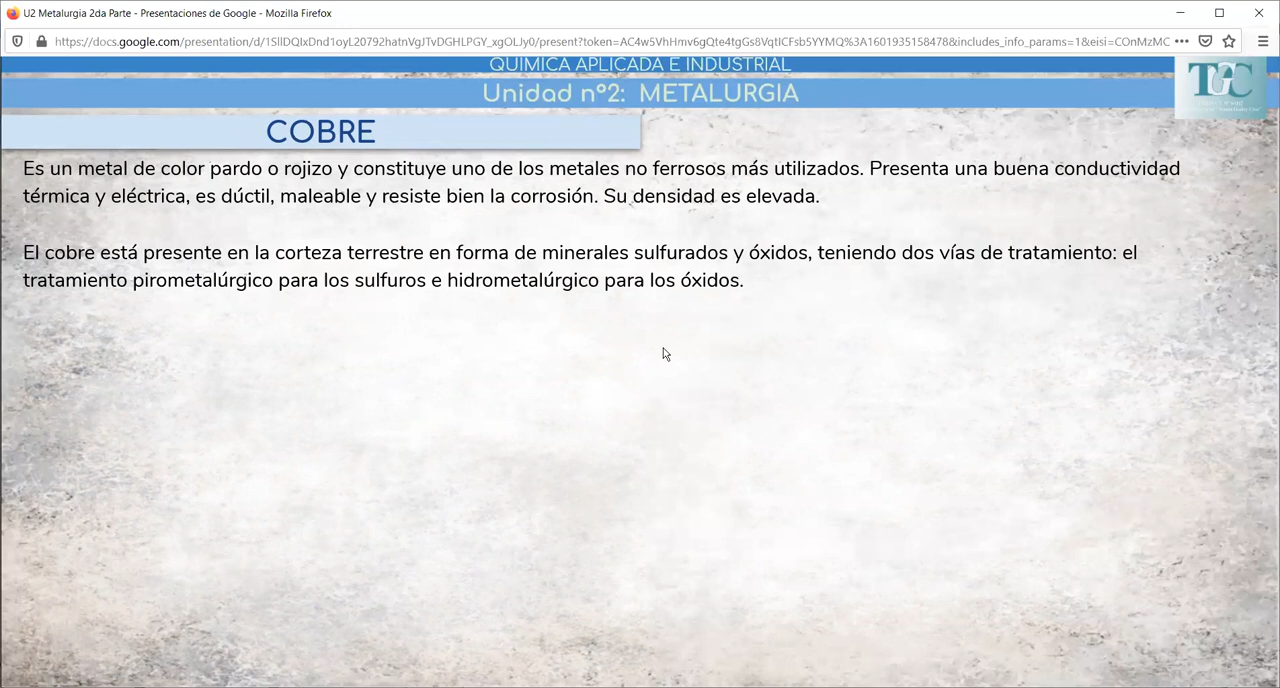 U2 Metalurgia 2da Parte - Presentaciones de Google - Mozilla Firefox
https://docs.google.com/presentation/d/1SllDQIxDnd1oyL20792hatnVgJTvDGHLPGY_xgOLJy0/present?token=AC4w5VhHmv6gQte4tgGs8VqtICFsb5YYMQ%3A1601935158478&includes_info_params=1&eisi=COnMzMC
QUÍMICA APLICADA E INDUSTRIAL
Unidad n°2: METALURGIA
TGC
COBRE
Es un metal de color pardo o rojizo y constituye uno de los metales no ferrosos más utilizados. Presenta una buena conductividad
térmica y eléctrica, es dúctil, maleable y resiste bien la corrosión. Su densidad es elevada.
El cobre está presente en la corteza terrestre en forma de minerales sulfurados y óxidos, teniendo dos vías de tratamiento: el
tratamiento pirometalúrgico para los sulfuros e hidrometalúrgico para los óxidos.